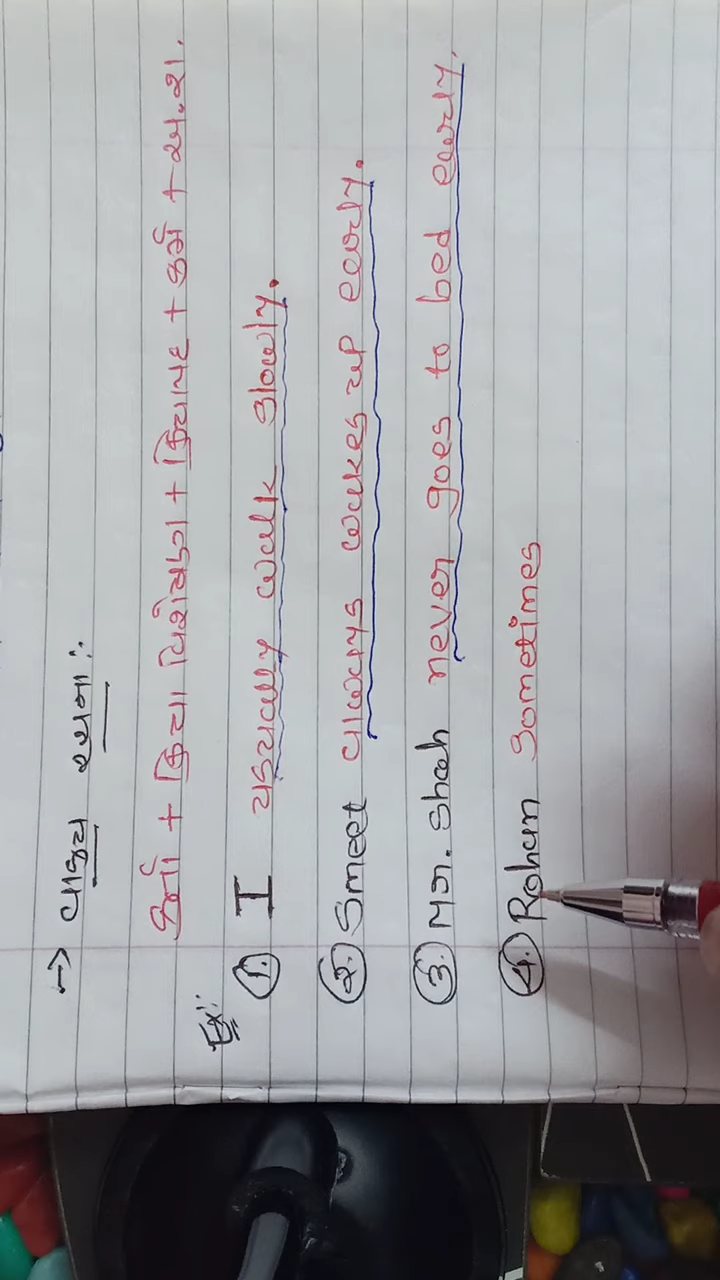 → વાક્ય રચના :-
કર્તા + ક્રિયા વિશેષણ + ક્રિયાપદ + કર્મ + અ.શ.
Ex:-
1. I usually walk slowly.
2. Smeet always wakes up early.
3. Mr. Shah never goes to bed early.
4. Rohan Sometimes